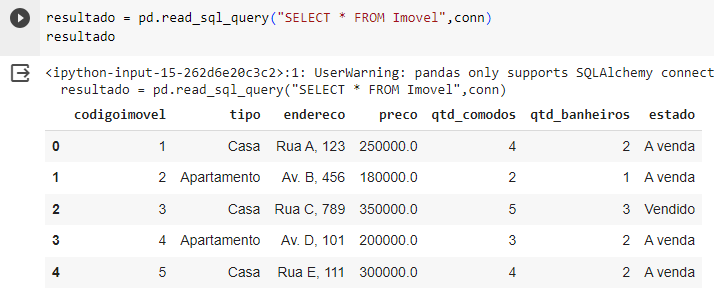 resultado = pd.read_sql_query("SELECT * FROM Imovel",conn)
resultado
<ipython-input-15-262d6e20c3c2>:1: UserWarning: pandas only supports SQLAlchemy connect
resultado = pd.read_sql_query("SELECT * FROM Imovel",conn)
codigoimovel tipo endereco preco qtd_comodos qtd_banheiros estado
0 1 Casa Rua A, 123 250000.0 4 2 A venda
1 2 Apartamento Av. B, 456 180000.0 2 1 A venda
2 3 Casa Rua C, 789 350000.0 5 3 Vendido
3 4 Apartamento Av. D, 101 200000.0 3 2 A venda
4 5 Casa Rua E, 111 300000.0 4 2 A venda